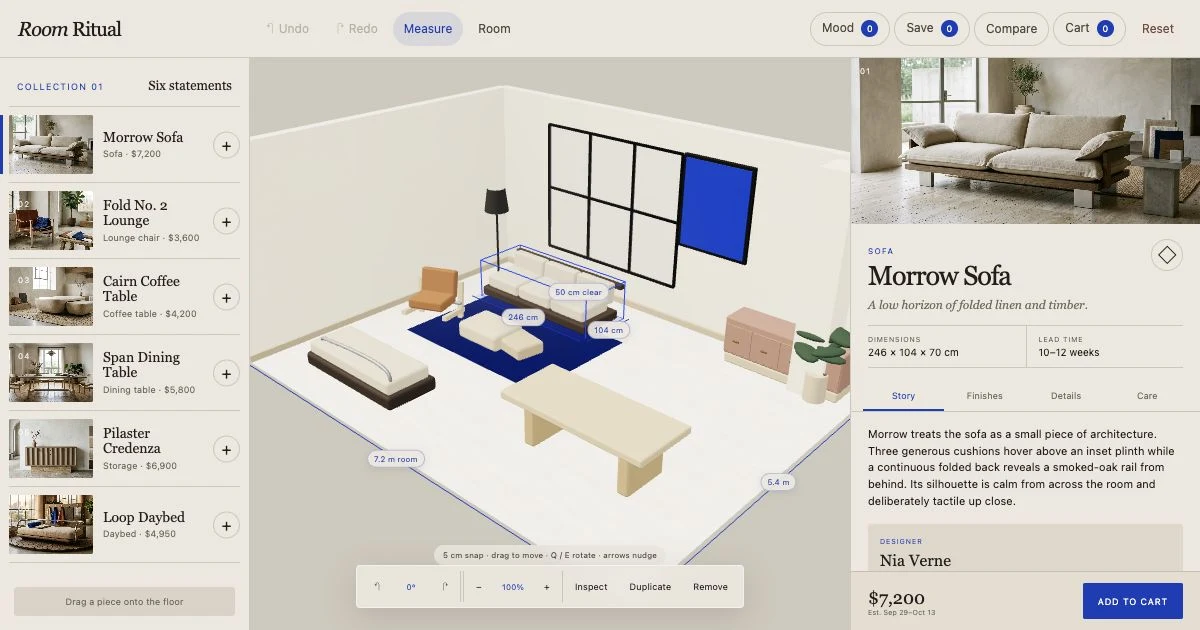 Room Ritual
Undo
Redo
Measure
Room
Mood 0
Save 0
Compare
Cart 0
Reset
COLLECTION 01
Six statements
Morrow Sofa
Sofa · $7,200
+
02
Fold No. 2
Lounge
Lounge chair · $3,600
+
03
Cairn Coffee
Table
Coffee table · $4,200
+
04
Span Dining
Table
Dining table · $5,800
+
Pilaster
Credenza
Storage · $6,900
+
Loop Daybed
Daybed · $4,950
+
Drag a piece onto the floor
50 cm clear
246 cm
104 cm
7.2 m room
5.4 m
5 cm snap · drag to move · Q / E rotate · arrows nudge
0°
− 100% +
Inspect
Duplicate
Remove
01
SOFA
Morrow Sofa
A low horizon of folded linen and timber.
DIMENSIONS
246 × 104 × 70 cm
LEAD TIME
10–12 weeks
Story
Finishes
Details
Care
Morrow treats the sofa as a small piece of architecture.
Three generous cushions hover above an inset plinth while
a continuous folded back reveals a smoked-oak rail from
behind. Its silhouette is calm from across the room and
deliberately tactile up close.
DESIGNER
Nia Verne
$7,200
Est. Sep 29–Oct 13
ADD TO CART